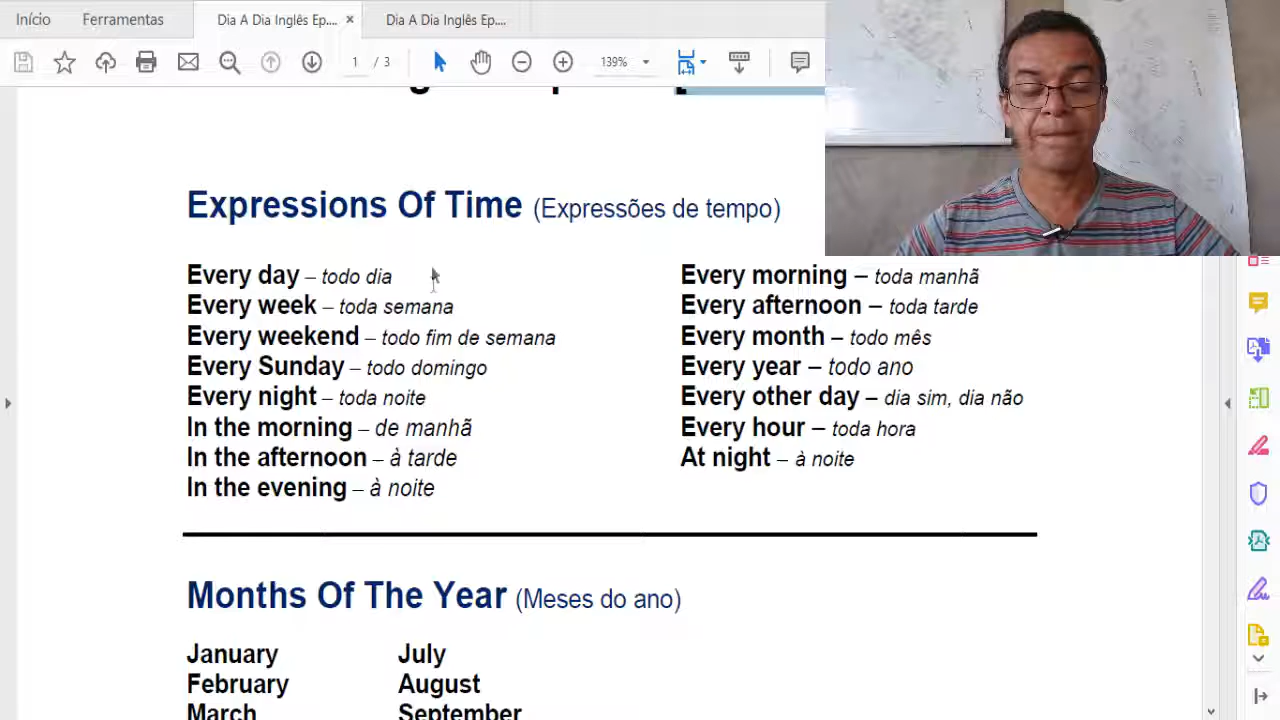 Início
Ferramentas
Dia A Dia Inglês Ep.... ×
Dia A Dia Inglês Ep....
1 / 3
139%
Expressions Of Time (Expressões de tempo)
Every day – todo dia
Every week – toda semana
Every weekend – todo fim de semana
Every Sunday – todo domingo
Every night – toda noite
In the morning – de manhã
In the afternoon – à tarde
In the evening – à noite
Every morning – toda manhã
Every afternoon – toda tarde
Every month – todo mês
Every year – todo ano
Every other day – dia sim, dia não
Every hour – toda hora
At night – à noite
Months Of The Year (Meses do ano)
January
February
March
July
August
September